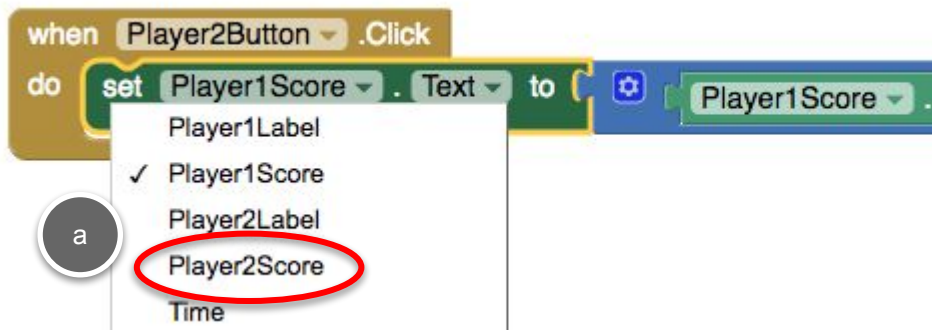 when Player2Button .Click
do set Player1Score . Text to Player1Score .
Player1Label
✓ Player1Score
Player2Label
a
Player2Score
Time